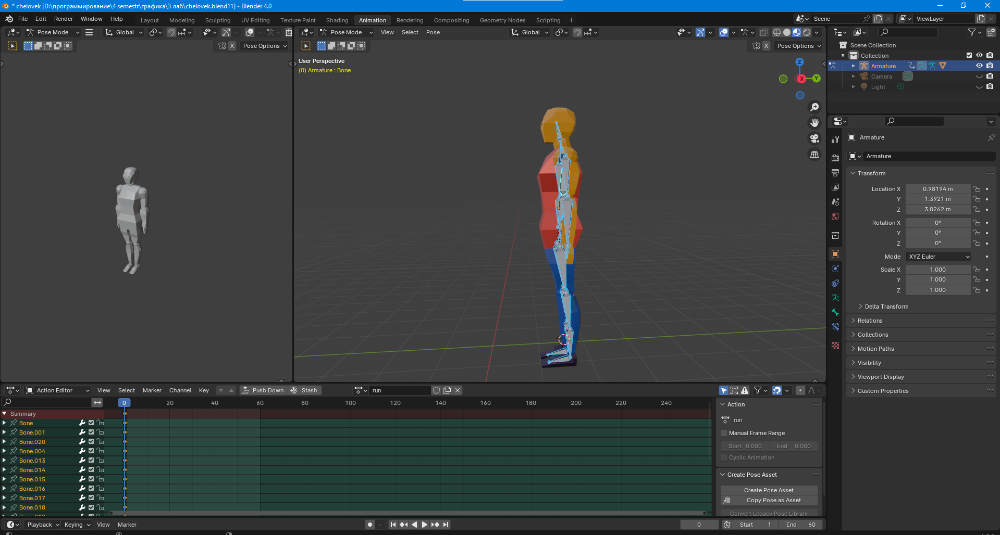 * chelovek [D:\программирование\4 semestr\графика\3 лаб\chelovek.blend11] - Blender 4.0
File Edit Render Window Help Layout Modeling Sculpting UV Editing Texture Paint Shading Animation Rendering Compositing Geometry Nodes Scripting + Scene ViewLayer
Pose Mode Global
Pose Mode View Select Pose Global
X Pose Options
X Pose Options
User Perspective
(0) Armature : Bone
Z
X
Y
Scene Collection
Collection
Armature
Camera
Light
Armature
Armature
Transform
Location X 0.98194 m
Y 1.3921 m
Z 3.0262 m
Rotation X 0°
Y 0°
Z 0°
Mode XYZ Euler
Scale X 1.000
Y 1.000
Z 1.000
Delta Transform
Relations
Collections
Motion Paths
Visibility
Viewport Display
Custom Properties
Action Editor View Select Marker Channel Key Push Down Stash run
0 20 40 60 80 100 120 140 160 180 200 220 240
Summary
Bone
Bone.001
Bone.020
Bone.004
Bone.013
Bone.014
Bone.015
Bone.016
Bone.017
Bone.018
Action
run
Manual Frame Range
Start 0.000 End 0.000
Cyclic Animation
Create Pose Asset
Create Pose Asset
Copy Pose as Asset
Convert Legacy Pose Library
Playback Keying View Marker 0 Start 1 End 60